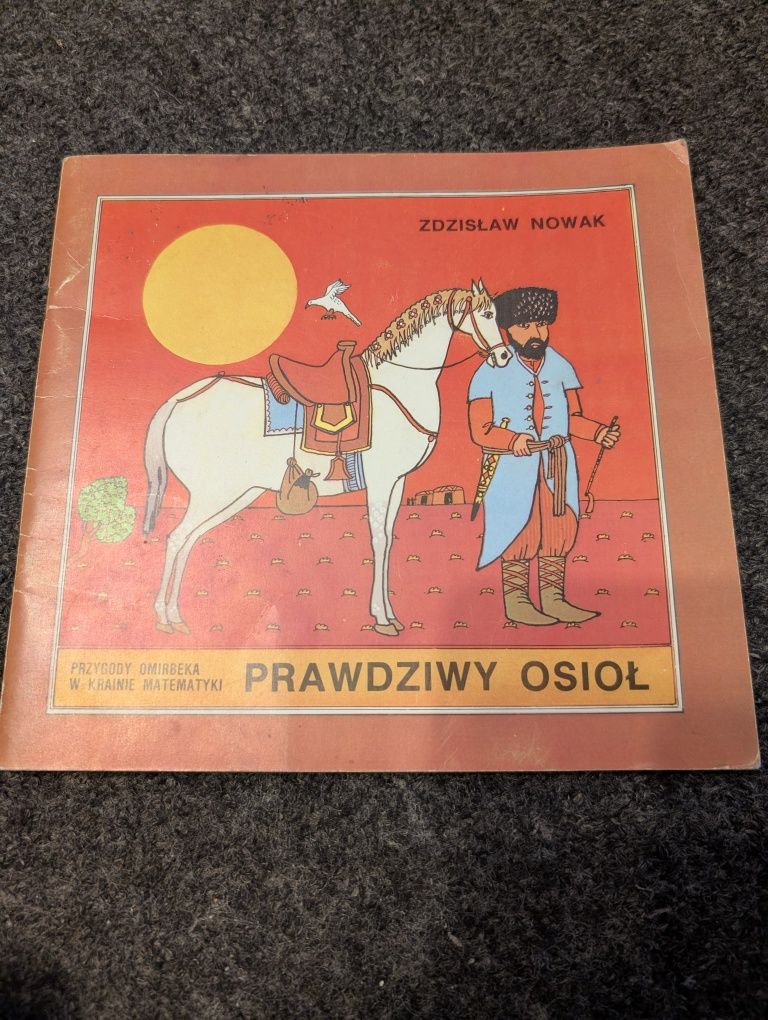 ZDZISŁAW NOWAK
PRZYGODY OMIRBEKA
W KRAINIE MATEMATYKI
PRAWDZIWY OSIOŁ